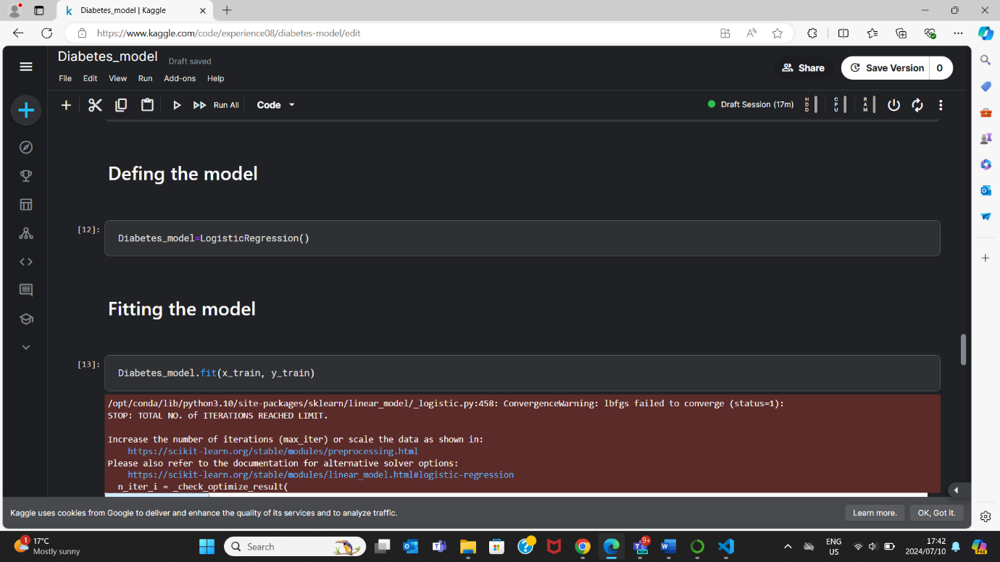 Diabetes_model | Kaggle
https://www.kaggle.com/code/experience08/diabetes-model/edit
Diabetes_model Draft saved
Share
Save Version 0
File Edit View Run Add-ons Help
Run All Code
Draft Session (17m)
HDD
CPU
RAM
Defing the model
[12]:
Diabetes_model=LogisticRegression()
Fitting the model
[13]:
Diabetes_model.fit(x_train, y_train)
/opt/conda/lib/python3.10/site-packages/sklearn/linear_model/_logistic.py:458: ConvergenceWarning: lbfgs failed to converge (status=1):
STOP: TOTAL NO. of ITERATIONS REACHED LIMIT.
Increase the number of iterations (max_iter) or scale the data as shown in:
https://scikit-learn.org/stable/modules/preprocessing.html
Please also refer to the documentation for alternative solver options:
https://scikit-learn.org/stable/modules/linear_model.html#logistic-regression
n_iter_i = _check_optimize_result(
Kaggle uses cookies from Google to deliver and enhance the quality of its services and to analyze traffic.
Learn more. OK, Got it.
1
17°C
Mostly sunny
Search
9+
NEW
ENG
US
17:42
2024/07/10
PRE